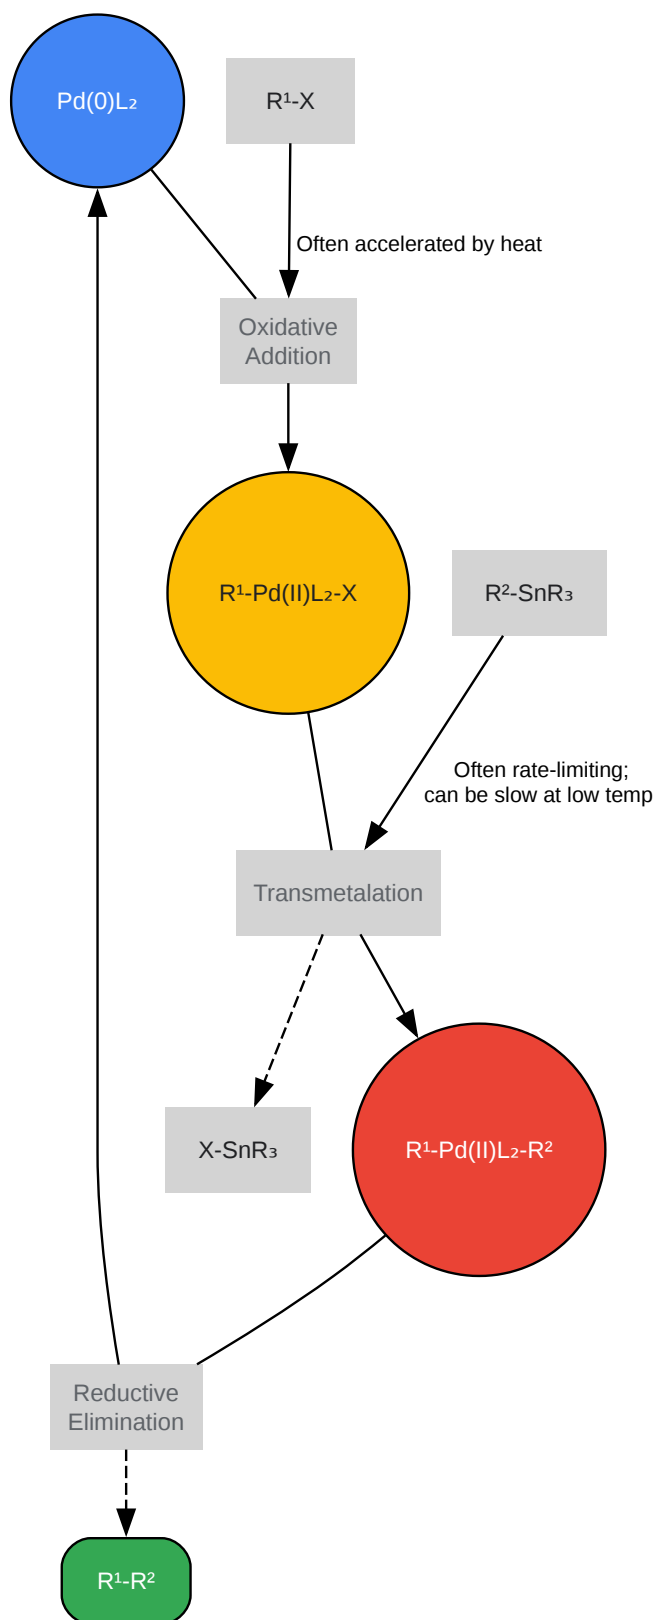 Pd(0)L₂
R¹-X
Often accelerated by heat
Oxidative
Addition
R¹-Pd(II)L₂-X
R²-SnR₃
Often rate-limiting;
can be slow at low temp
Transmetalation
X-SnR₃
R¹-Pd(II)L₂-R²
Reductive
Elimination
R¹-R²